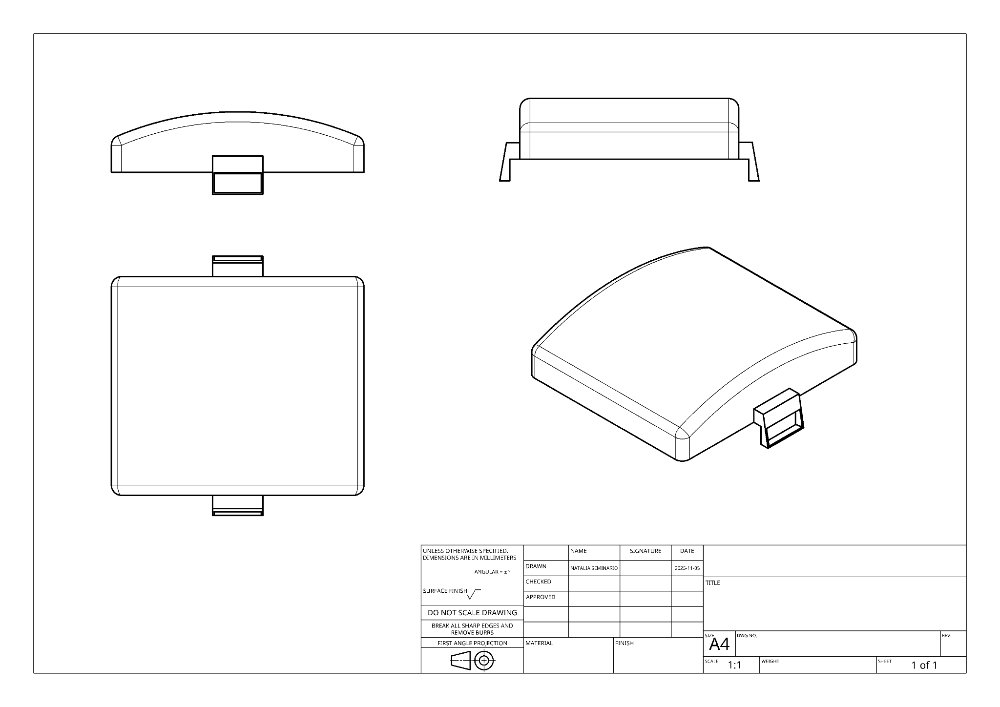 UNLESS OTHERWISE SPECIFIED,
DIMENSIONS ARE IN MILLIMETERS
ANGULAR = ± °
SURFACE FINISH
DO NOT SCALE DRAWING
BREAK ALL SHARP EDGES AND
REMOVE BURRS
FIRST ANGLE PROJECTION
NAME SIGNATURE DATE
DRAWN NATALIA SEMINARIO 2025-11-05
CHECKED
APPROVED
MATERIAL FINISH
TITLE
SIZE A4 DWG NO. REV.
SCALE 1:1 WEIGHT SHEET 1 of 1